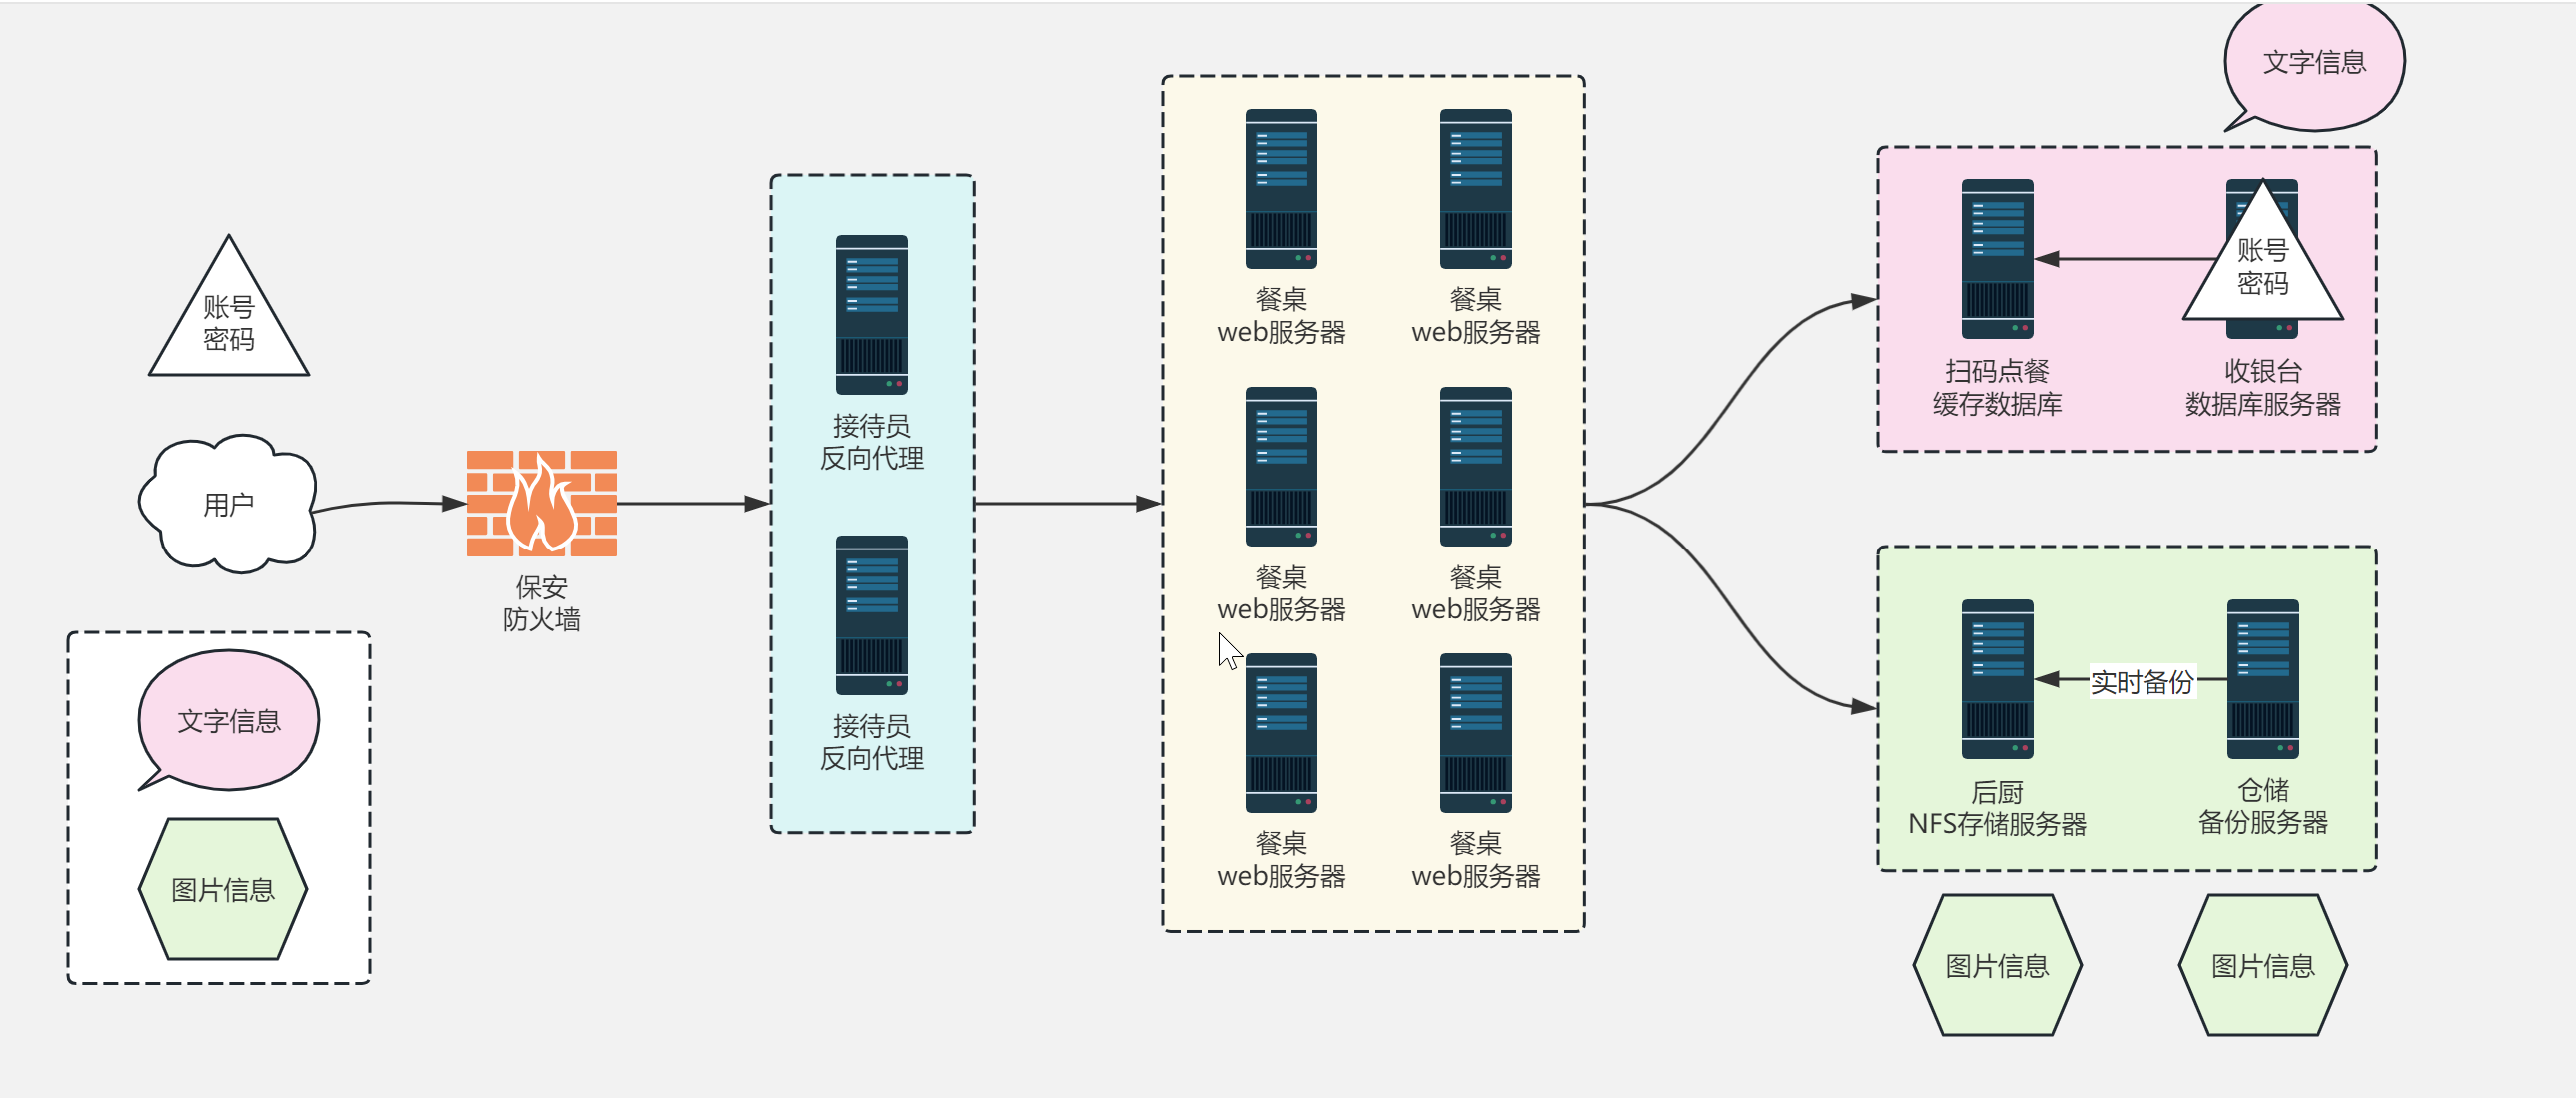 账号
密码
用户
文字信息
图片信息
保安
防火墙
接待员
反向代理
接待员
反向代理
餐桌
web服务器
餐桌
web服务器
餐桌
web服务器
餐桌
web服务器
餐桌
web服务器
餐桌
web服务器
文字信息
扫码点餐
缓存数据库
账号
密码
收银台
数据库服务器
实时备份
后厨
NFS存储服务器
仓储
备份服务器
图片信息
图片信息